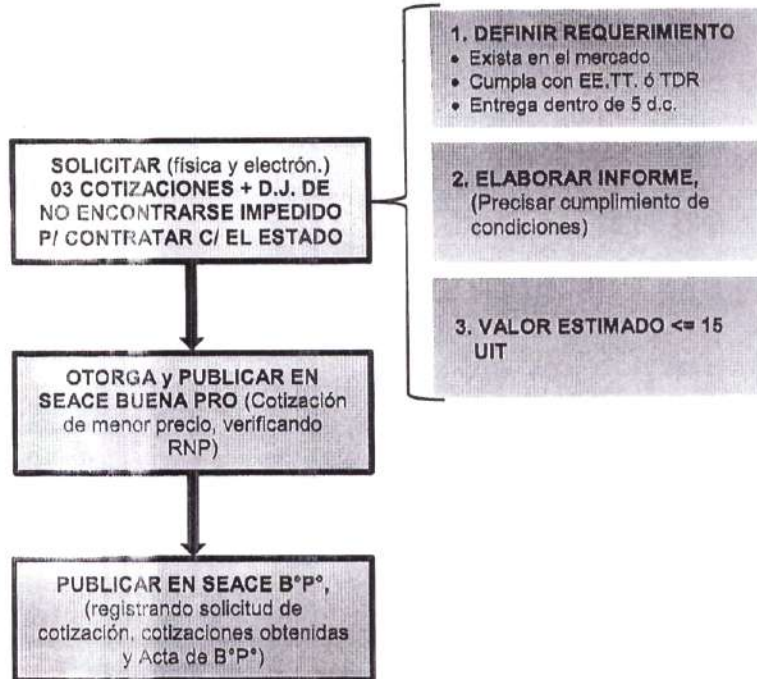 SOLICITAR (física y electrón.)
03 COTIZACIONES + D.J. DE
NO ENCONTRARSE IMPEDIDO
P/ CONTRATAR C/ EL ESTADO
1. DEFINIR REQUERIMIENTO
• Exista en el mercado
• Cumpla con EE.TT. ó TDR
• Entrega dentro de 5 d.c.
2. ELABORAR INFORME,
(Precisar cumplimiento de
condiciones)
3. VALOR ESTIMADO <= 15
UIT
OTORGA y PUBLICAR EN
SEACE BUENA PRO (Cotización
de menor precio, verificando
RNP)
PUBLICAR EN SEACE B°P°,
(registrando solicitud de
cotización, cotizaciones obtenidas
y Acta de B°P°)